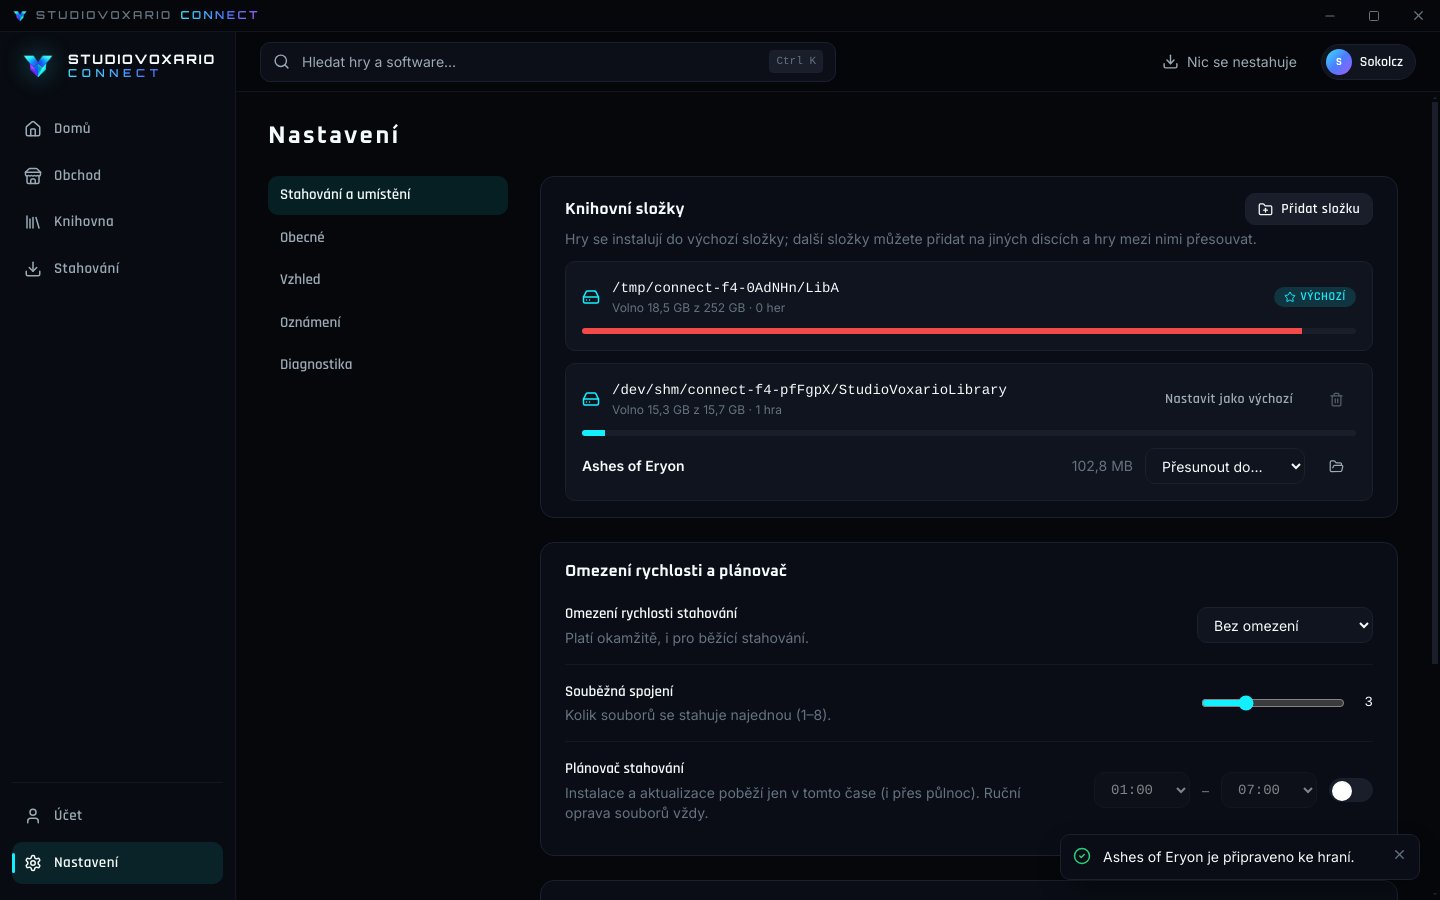 STUDIOVOXARIO CONNECT
STUDIOVOXARIO
CONNECT
Hledat hry a software...
Ctrl K
Nic se nestahuje
S
Sokolcz
Domů
Obchod
Knihovna
Stahování
Účet
Nastavení
Nastavení
Stahování a umístění
Obecné
Vzhled
Oznámení
Diagnostika
Knihovní složky
Přidat složku
Hry se instalují do výchozí složky; další složky můžete přidat na jiných discích a hry mezi nimi přesouvat.
/tmp/connect-f4-0AdNHn/LibA
Volno 18,5 GB z 252 GB · 0 her
VÝCHOZÍ
/dev/shm/connect-f4-pfFgpX/StudioVoxarioLibrary
Volno 15,3 GB z 15,7 GB · 1 hra
Nastavit jako výchozí
Ashes of Eryon
102,8 MB
Přesunout do...
Omezení rychlosti a plánovač
Omezení rychlosti stahování
Platí okamžitě, i pro běžící stahování.
Bez omezení
Souběžná spojení
Kolik souborů se stahuje najednou (1–8).
3
Plánovač stahování
Instalace a aktualizace poběží jen v tomto čase (i přes půlnoc). Ruční
oprava souborů vždy.
01:00 – 07:00
Ashes of Eryon je připraveno ke hraní.